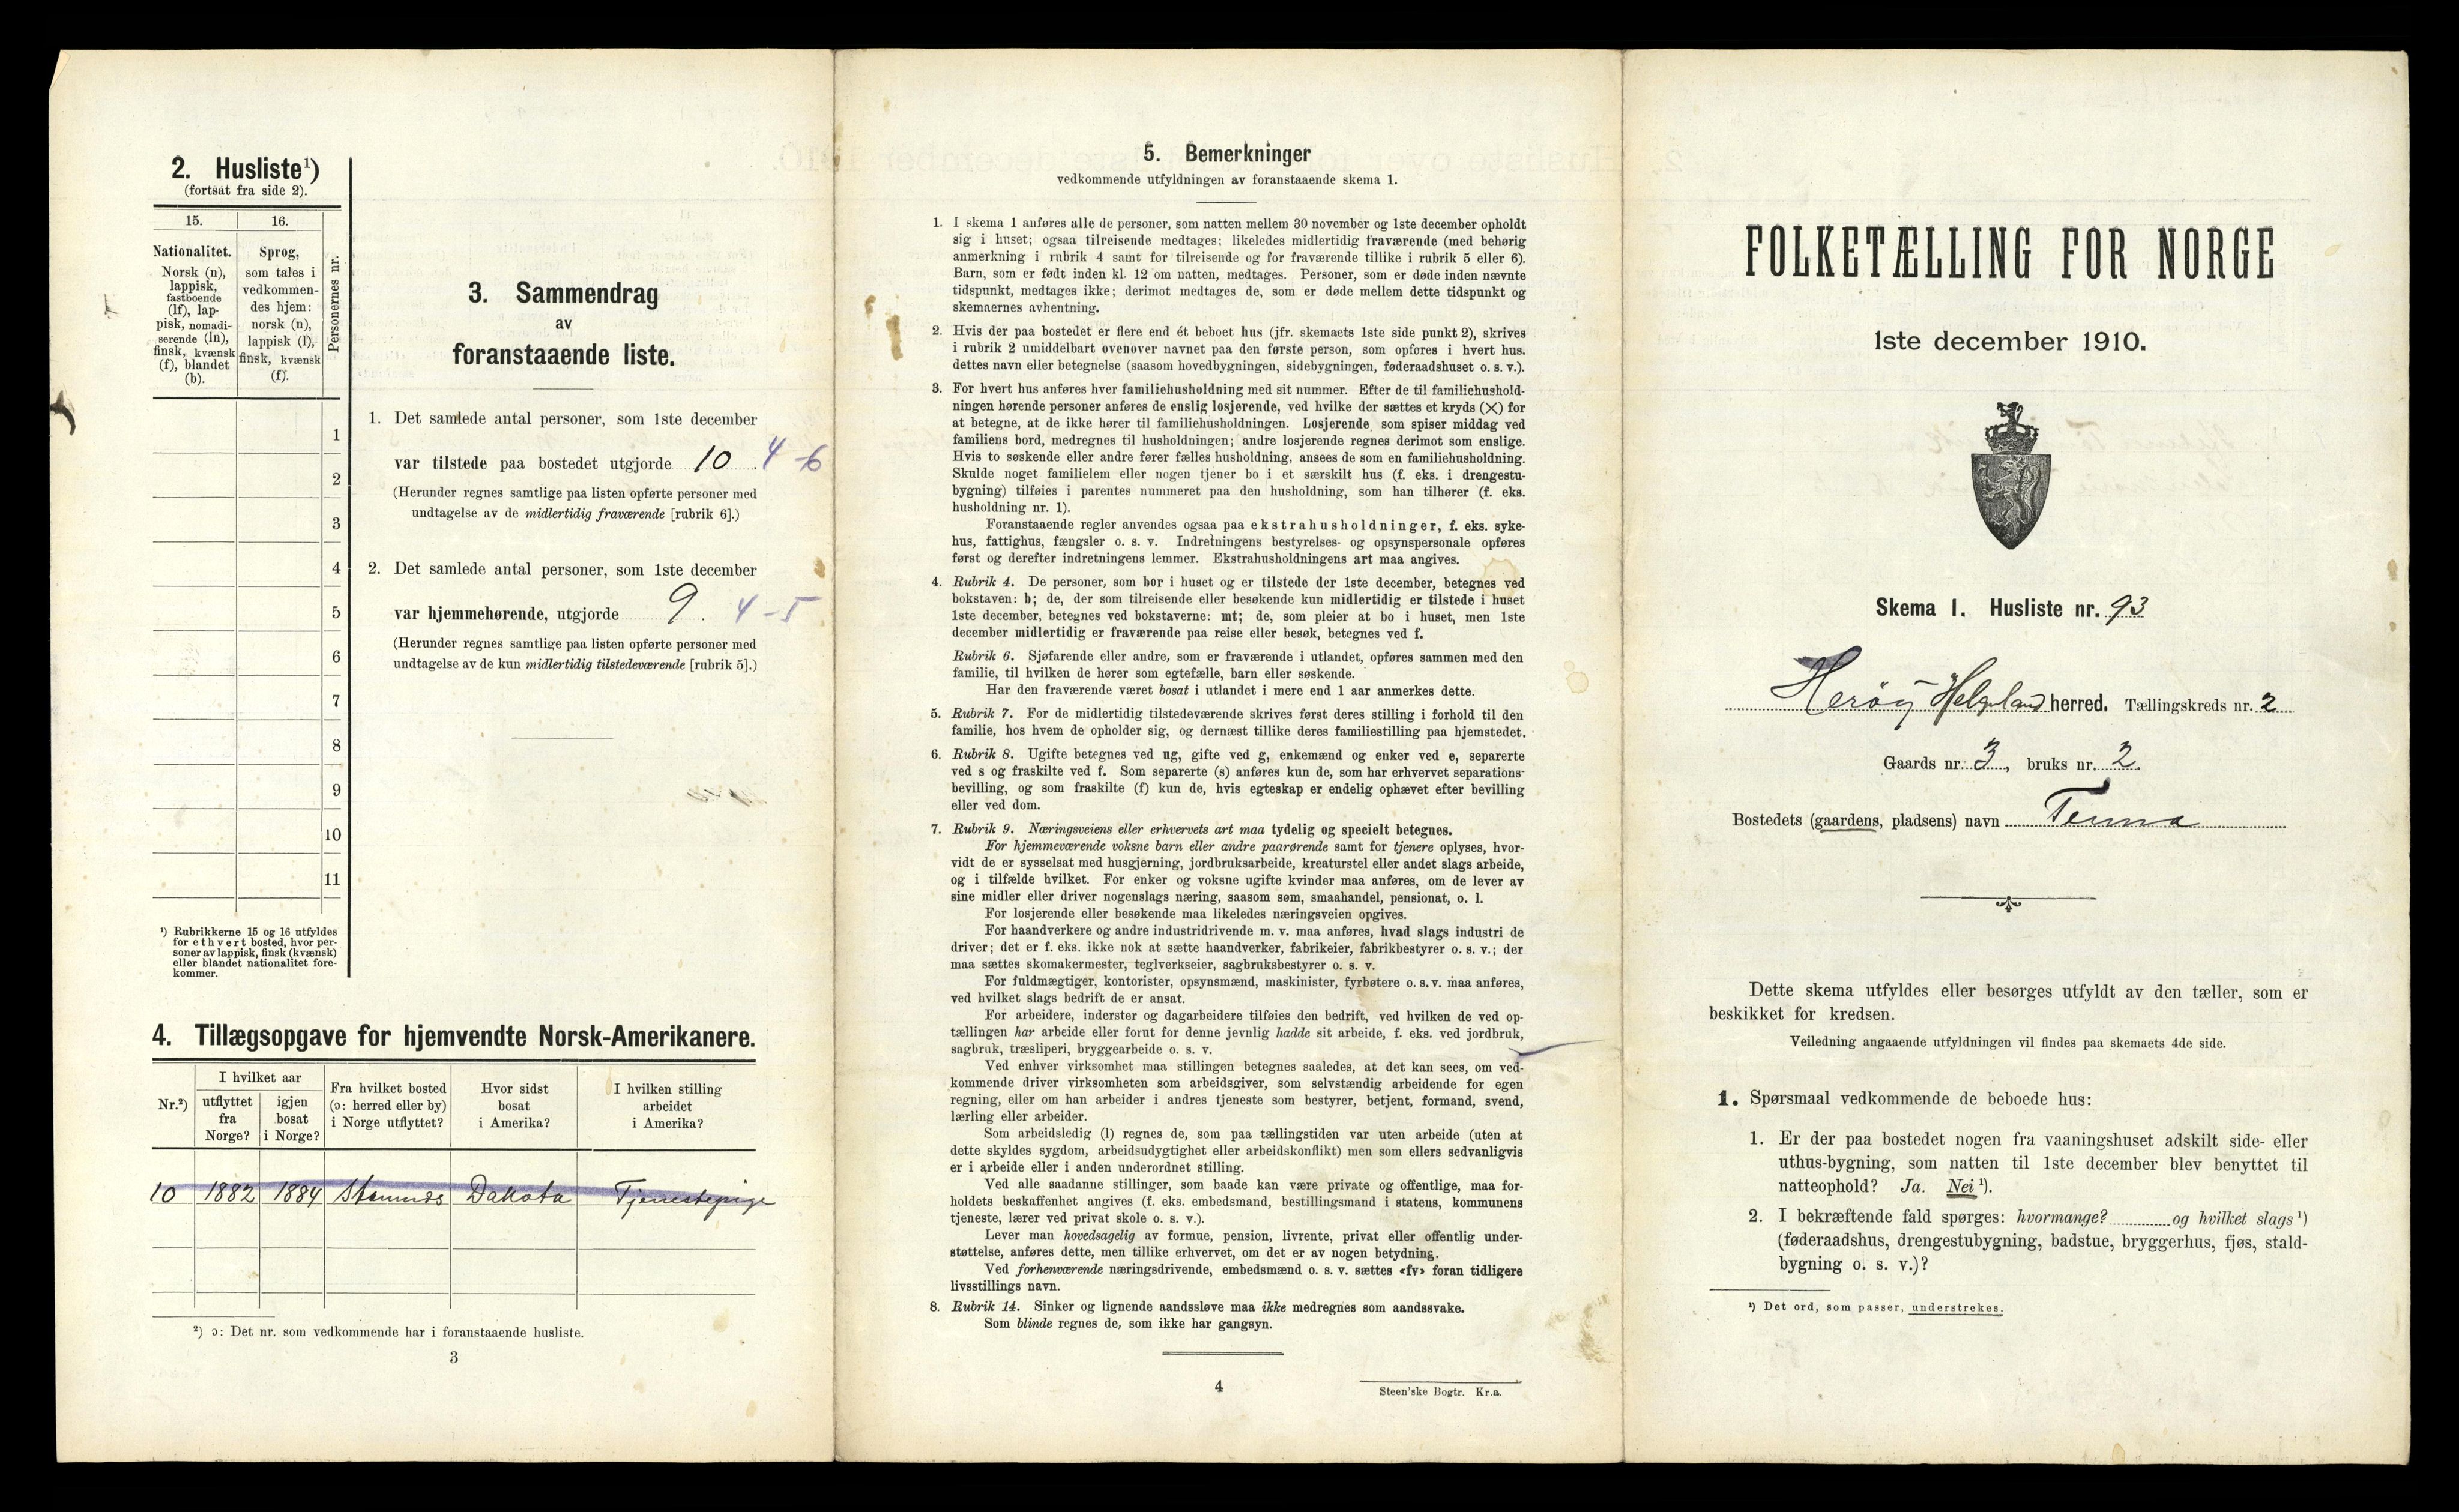 2. Husliste¹)
(fortsat fra side 2).
15.
16.
Personernes nr.
Nationalitet.
Norsk (n),
lappisk,
fastboende
(lf), lap-
pisk, nomadi-
serende (ln),
finsk, kvænsk
(f), blandet
(b).
Sprog,
som tales i
vedkommen-
des hjem:
norsk (n),
lappisk (l),
finsk, kvænsk
(f).
1
2
3
4
5
6
7
8
9
10
11
¹) Rubrikkerne 15 og 16 utfyldes
for ethvert bosted, hvor per-
soner av lappisk, finsk (kvænsk)
eller blandet nationalitet fore-
kommer.
3. Sammendrag
av
foranstaaende liste.
1. Det samlede antal personer, som 1ste december
var tilstede paa bostedet utgjorde 10 4-6
(Herunder regnes samtlige paa listen opførte personer med
undtagelse av de midlertidig fraværende [rubrik 6].)
2. Det samlede antal personer, som 1ste december
var hjemmehørende, utgjorde 9. 4-5
(Herunder regnes samtlige paa listen opførte personer med
undtagelse av de kun midlertidig tilstedeværende [rubrik 5].)
4. Tillægsopgave for hjemvendte Norsk-Amerikanere.
Nr.²)
I hvilket aar
utflyttet
fra
Norge?
igjen
bosat
i Norge?
Fra hvilket bosted
(ɔ: herred eller by)
i Norge utflyttet?
Hvor sidst
bosat
i Amerika?
I hvilken stilling
arbeidet
i Amerika?
10 1882 1884 Stamnes Dakota Tjenestepige
²) ɔ: Det nr. som vedkommende har i foranstaaende husliste.
3
5. Bemerkninger
vedkommende utfyldningen av foranstaaende skema 1.
1. I skema 1 anføres alle de personer, som natten mellem 30 november og 1ste december opholdt
sig i huset; ogsaa tilreisende medtages; likeledes midlertidig fraværende (med behørig
anmerkning i rubrik 4 samt for tilreisende og for fraværende tillike i rubrik 5 eller 6).
Barn, som er født inden kl. 12 om natten, medtages. Personer, som er døde inden nævnte
tidspunkt, medtages ikke; derimot medtages de, som er døde mellem dette tidspunkt og
skemaernes avhentning.
2. Hvis der paa bostedet er flere end ét beboet hus (jfr. skemaets 1ste side punkt 2), skrives
i rubrik 2 umiddelbart ovenover navnet paa den første person, som opføres i hvert hus.
dettes navn eller betegnelse (saasom hovedbygningen, sidebygningen, føderaadshuset o. s. v.).
3. For hvert hus anføres hver familiehusholdning med sit nummer. Efter de til familiehushold-
ningen hørende personer anføres de enslig losjerende, ved hvilke der sættes et kryds (×) for
at betegne, at de ikke hører til familiehusholdningen. Losjerende som spiser middag ved
familiens bord, medregnes til husholdningen; andre losjerende regnes derimot som enslige.
Hvis to søskende eller andre fører fælles husholdning, ansees de som en familiehusholdning.
Skulde noget familielem eller nogen tjener bo i et særskilt hus (f. eks. i drengestu-
bygning) tilføies i parentes nummeret paa den husholdning, som han tilhører (f. eks.
husholdning nr. 1).
Foranstaaende regler anvendes ogsaa paa ekstrahusholdninger, f. eks. syke-
hus, fattighus, fængsler o. s. v. Indretningens bestyrelses- og opsynspersonale opføres
først og derefter indretningens lemmer. Ekstrahusholdningens art maa angives.
4. Rubrik 4. De personer, som bor i huset og er tilstede der 1ste december, betegnes ved
bokstaven: b; de, der som tilreisende eller besøkende kun midlertidig er tilstede i huset
1ste december, betegnes ved bokstaverne: mt; de, som pleier at bo i huset, men 1ste
december midlertidig er fraværende paa reise eller besøk, betegnes ved f.
Rubrik 6. Sjøfarende eller andre, som er fraværende i utlandet, opføres sammen med den
familie, til hvilken de hører som egtefælle, barn eller søskende.
Har den fraværende været bosat i utlandet i mere end 1 aar anmerkes dette.
5. Rubrik 7. For de midlertidig tilstedeværende skrives først deres stilling i forhold til den
familie, hos hvem de opholder sig, og dernæst tillike deres familiestilling paa hjemstedet.
6. Rubrik 8. Ugifte betegnes ved ug, gifte ved g, enkemænd og enker ved e, separerte
ved s og fraskilte ved f. Som separerte (s) anføres kun de, som har erhvervet separations-
bevilling, og som fraskilte (f) kun de, hvis egteskap er endelig ophævet efter bevilling
eller ved dom.
7. Rubrik 9. Næringsveiens eller erhvervets art maa tydelig og specielt betegnes.
For hjemmeværende voksne barn eller andre paarørende samt for tjenere oplyses, hvor-
vidt de er sysselsat med husgjerning, jordbruksarbeide, kreaturstel eller andet slags arbeide,
og i tilfælde hvilket. For enker og voksne ugifte kvinder maa anføres, om de lever av
sine midler eller driver nogenslags næring, saasom søm, smaahandel, pensionat, o. l.
For losjerende eller besøkende maa likeledes næringsveien opgives.
For haandverkere og andre industridrivende m. v. maa anføres, hvad slags industri de
driver; det er f. eks. ikke nok at sætte haandverker, fabrikeier, fabrikbestyrer o. s. v.; der
maa sættes skomakermester, teglverkseier, sagbruksbestyrer o. s. v.
For fuldmægtiger, kontorister, opsynsmænd, maskinister, fyrbøtere o. s. v. maa anføres,
ved hvilket slags bedrift de er ansat.
For arbeidere, inderster og dagarbeidere tilføies den bedrift, ved hvilken de ved op-
tællingen har arbeide eller forut for denne jevnlig hadde sit arbeide, f. eks. ved jordbruk,
sagbruk, træsliperi, bryggearbeide o. s. v.
Ved enhver virksomhet maa stillingen betegnes saaledes, at det kan sees, om ved-
kommende driver virksomheten som arbeidsgiver, som selvstændig arbeidende for egen
regning, eller om han arbeider i andres tjeneste som bestyrer, betjent, formand, svend,
lærling eller arbeider.
Som arbeidsledig (l) regnes de, som paa tællingstiden var uten arbeide (uten at
dette skyldes sygdom, arbeidsudygtighet eller arbeidskonflikt) men som ellers sedvanligvis
er i arbeide eller i anden underordnet stilling.
Ved alle saadanne stillinger, som baade kan være private og offentlige, maa for-
holdets beskaffenhet angives (f. eks. embedsmand, bestillingsmand i statens, kommunens
tjeneste, lærer ved privat skole o. s. v.).
Lever man hovedsagelig av formue, pension, livrente, privat eller offentlig under-
støttelse, anføres dette, men tillike erhvervet, om det er av nogen betydning.
Ved forhenværende næringsdrivende, embedsmænd o. s. v. sættes «fv» foran tidligere
livsstillings navn.
8. Rubrik 14. Sinker og lignende aandssløve maa ikke medregnes som aandssvake.
Som blinde regnes de, som ikke har gangsyn.
4
Steen'ske Bogtr. Kr.a.
FOLKETÆLLING FOR NORGE
1ste december 1910.
Skema 1. Husliste nr. 93
Herøy Helgeland herred. Tællingskreds nr. 2
Gaards nr. 3, bruks nr. 2.
Bostedets (gaardens, pladsens) navn Tenna
Dette skema utfyldes eller besørges utfyldt av den tæller, som er
beskikket for kredsen.
Veiledning angaaende utfyldningen vil findes paa skemaets 4de side.
1. Spørsmaal vedkommende de beboede hus:
1. Er der paa bostedet nogen fra vaaningshuset adskilt side- eller
uthus-bygning, som natten til 1ste december blev benyttet til
natteophold? Ja. Nei ¹).
2. I bekræftende fald spørges: hvormange? og hvilket slags ¹)
(føderaadshus, drengestubygning, badstue, bryggerhus, fjøs, stald-
bygning o. s. v.)?
¹) Det ord, som passer, understrekes.